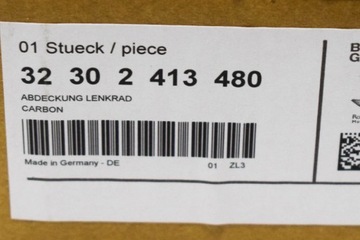 01 Stueck / piece
32 30 2 413 480
ABDECKUNG LENKRAD
CARBON
Made in Germany - DE
01 ZL3